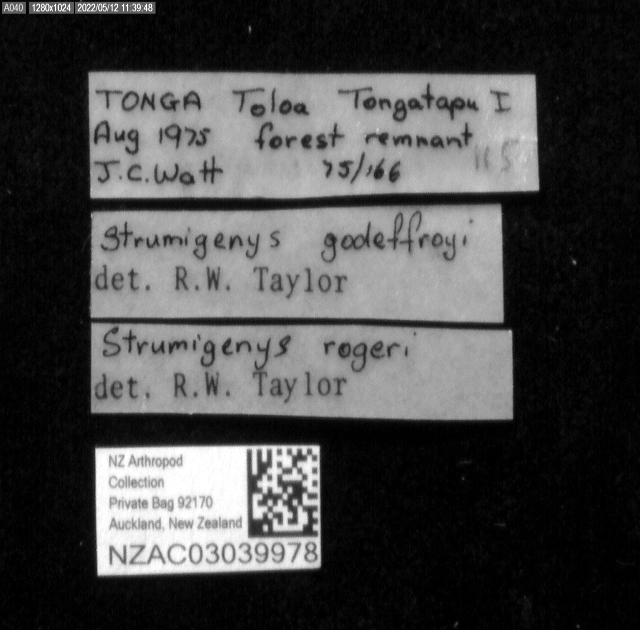 A040 1280x1024 2022/05/12 11:39:48
TONGA Toloa Tongatapu I
Aug 1975 forest remnant
J.C. Watt 75/166
Strumigenys godeffroyi
det. R.W. Taylor
Strumigenys rogeri
det. R.W. Taylor
NZ Arthropod
Collection
Private Bag 92170
Auckland, New Zealand
NZAC03039978